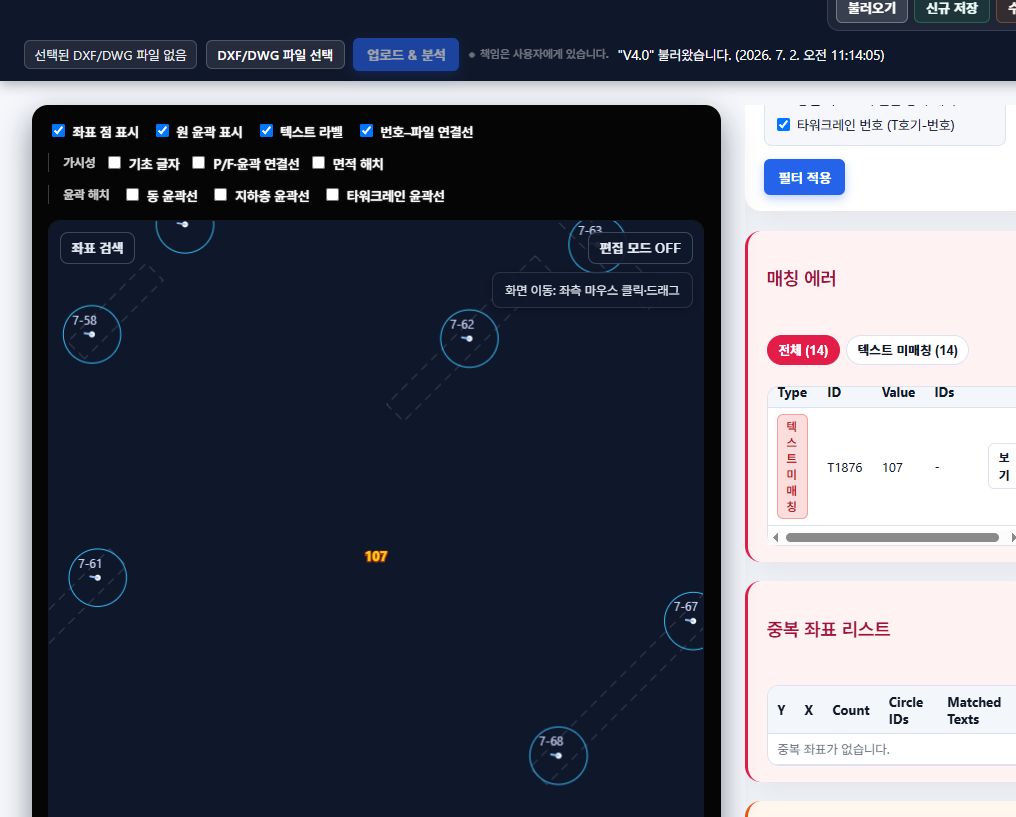 불러오기 신규 저장 수
선택된 DXF/DWG 파일 없음 DXF/DWG 파일 선택 업로드 & 분석 ● 책임은 사용자에게 있습니다. "V4.0" 불러왔습니다. (2026. 7. 2. 오전 11:14:05)
좌표 점 표시 원 윤곽 표시 텍스트 라벨 번호–파일 연결선
가시성 기초 글자 P/F·윤곽 연결선 면적 해치
윤곽 해치 동 윤곽선 지하층 윤곽선 타워크레인 윤곽선
좌표 검색
7-63
편집 모드 OFF
화면 이동: 좌측 마우스 클릭·드래그
7-58
7-62
107
7-61
7-67
7-68
타워크레인 번호 (T호기-번호)
필터 적용
매칭 에러
전체 (14) 텍스트 미매칭 (14)
Type ID Value IDs
텍스트미매칭 T1876 107 - 보기
중복 좌표 리스트
Y X Count Circle IDs Matched Texts
중복 좌표가 없습니다.